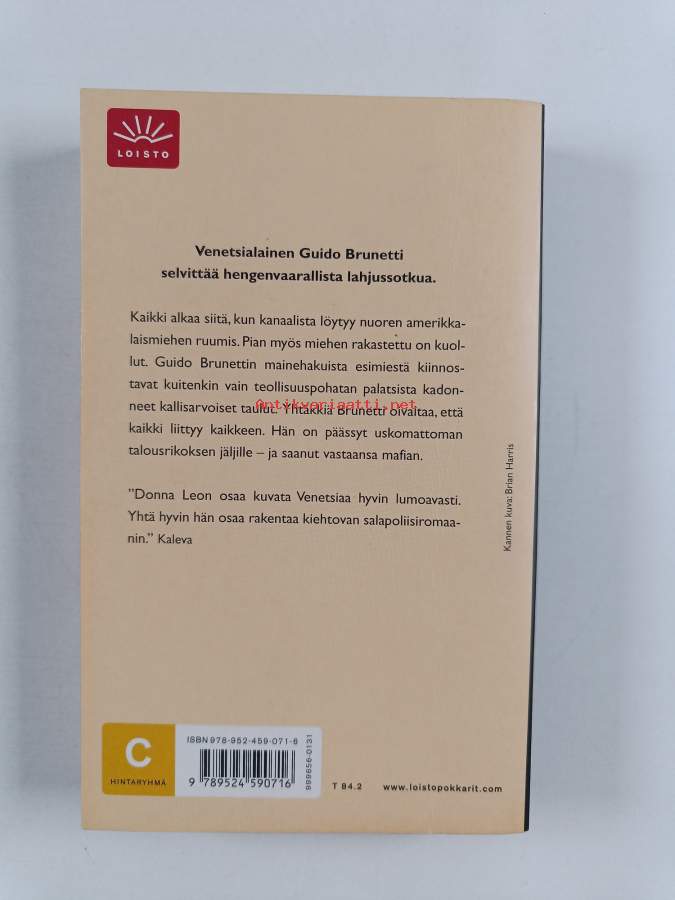 LOISTO
Venetsialainen Guido Brunetti
selvittää hengenvaarallista lahjussotkua.
Kaikki alkaa siitä, kun kanaalista löytyy nuoren amerikka-
laismiehen ruumis. Pian myös miehen rakastettu on kuol-
lut. Guido Brunettin mainehakuista esimiestä kiinnos-
tavat kuitenkin vain teollisuuspohatan palatsista kadon-
neet kallisarvoiset taulut. Yhtäkkiä Brunetti oivaltaa, että
Antikvariaatti.net
kaikki liittyy kaikkeen. Hän on päässyt uskomattoman
talousrikoksen jäljille – ja saanut vastaansa mafian.
"Donna Leon osaa kuvata Venetsiaa hyvin lumoavasti.
Yhtä hyvin hän osaa rakentaa kiehtovan salapoliisiromaa-
nin." Kaleva
Kannen kuva: Brian Harris
C
HINTARYHMÄ
ISBN 978-952-459-071-6
9 789524 590716
899656-0131
T 84.2
www.loistopokkarit.com